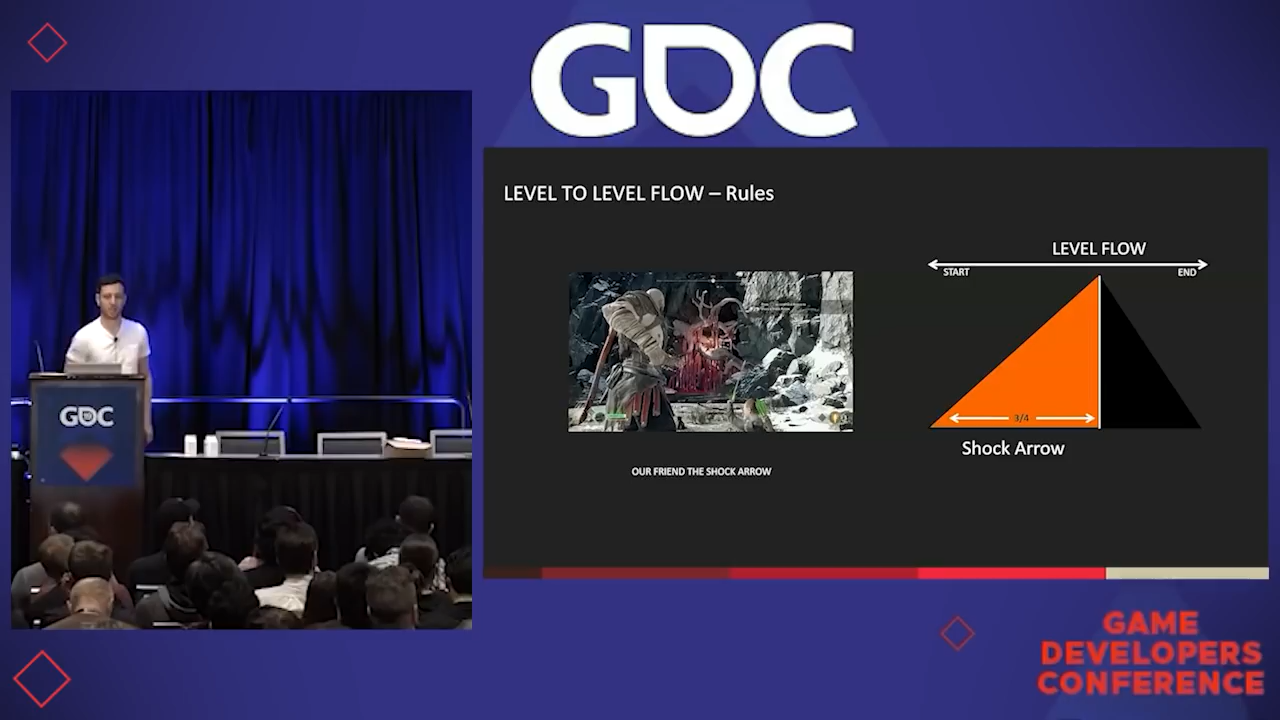 GDC
LEVEL TO LEVEL FLOW – Rules
LEVEL FLOW
START
END
3/4
Shock Arrow
OUR FRIEND THE SHOCK ARROW
GDC
GAME
DEVELOPERS
CONFERENCE